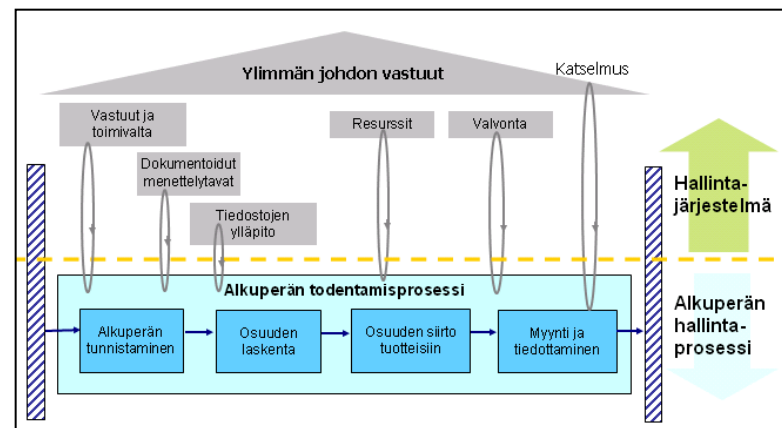 Ylimmän johdon vastuut
Katselmus
Vastuut ja
toimivalta
Resurssit
Valvonta
Dokumentoidut
menettelytavat
Tiedostojen
ylläpito
Hallinta-
järjestelmä
Alkuperän todentamisprosessi
Alkuperän
tunnistaminen
Osuuden
laskenta
Osuuden siirto
tuotteisiin
Myynti ja
tiedottaminen
Alkuperän
hallinta-
prosessi